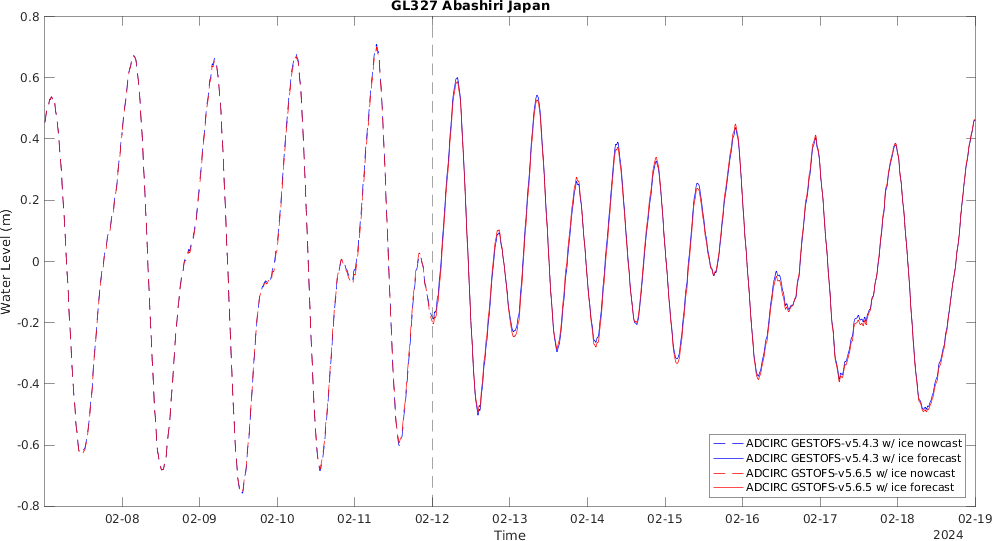 GL327 Abashiri Japan
0.8
0.6
0.4
0.2
0
-0.2
-0.4
-0.6
-0.8
Water Level (m)
ADCIRC GESTOFS-v5.4.3 w/ ice nowcast
ADCIRC GESTOFS-v5.4.3 w/ ice forecast
ADCIRC GSTOFS-v5.6.5 w/ ice nowcast
ADCIRC GSTOFS-v5.6.5 w/ ice forecast
02-08 02-09 02-10 02-11 02-12 02-13 02-14 02-15 02-16 02-17 02-18 02-19
Time
2024